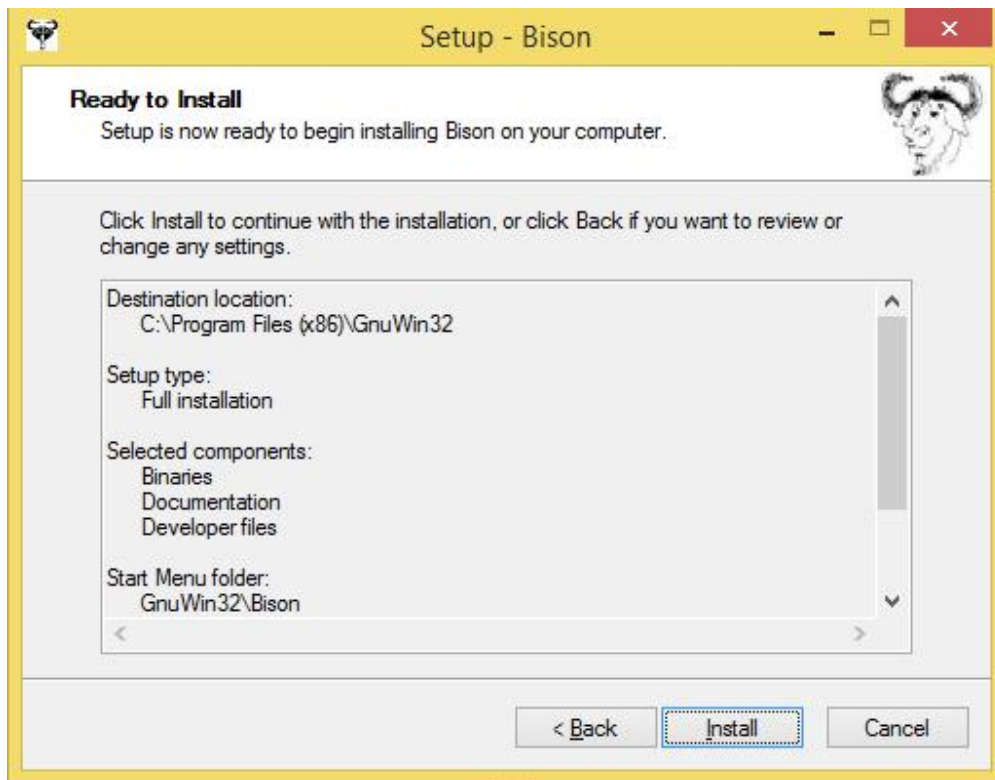 Setup - Bison
Ready to Install
Setup is now ready to begin installing Bison on your computer.
Click Install to continue with the installation, or click Back if you want to review or
change any settings.
Destination location:
C:\Program Files (x86)\GnuWin32
Setup type:
Full installation
Selected components:
Binaries
Documentation
Developer files
Start Menu folder:
GnuWin32\Bison
< Back
Install
Cancel